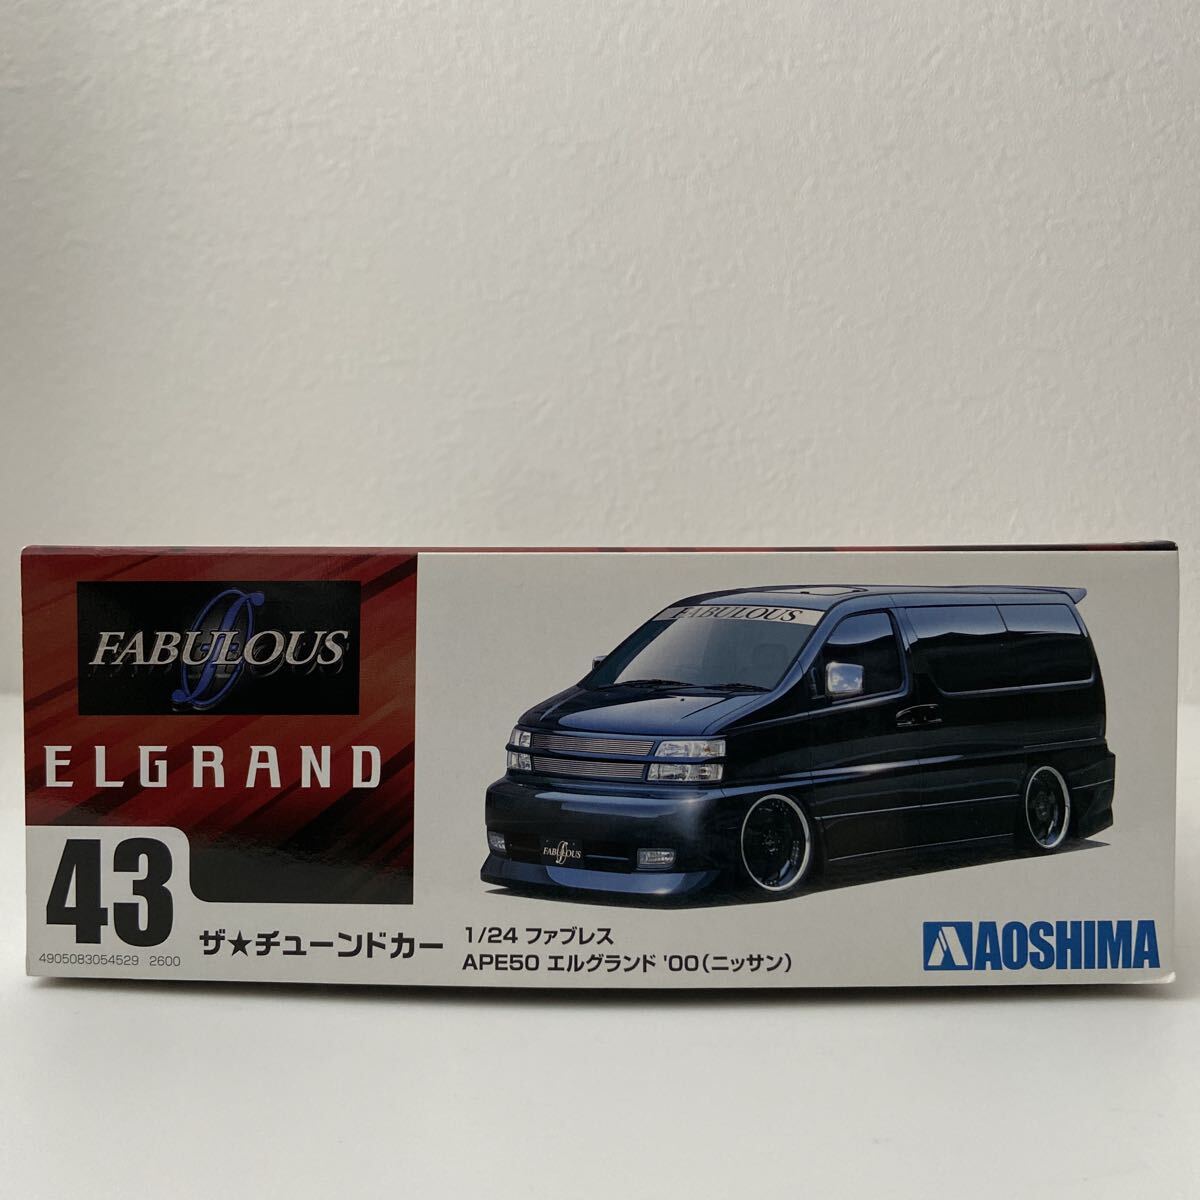 FABULOUS
ELGRAND
43
4905083054529 2600
ザ★チューンドカー
1/24 ファブレス
APE50 エルグランド '00(ニッサン)
FABULOUS
FABULOUS
AOSHIMA